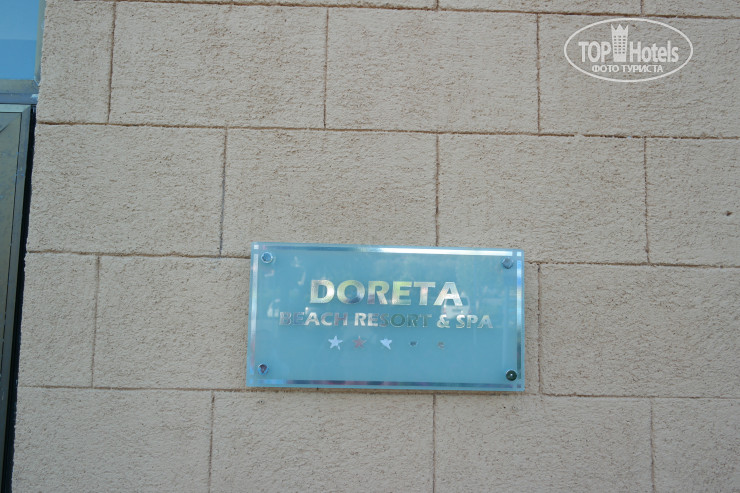 TOP Hotels
ФОТО ТУРИСТА
DORETA
BEACH RESORT & SPA